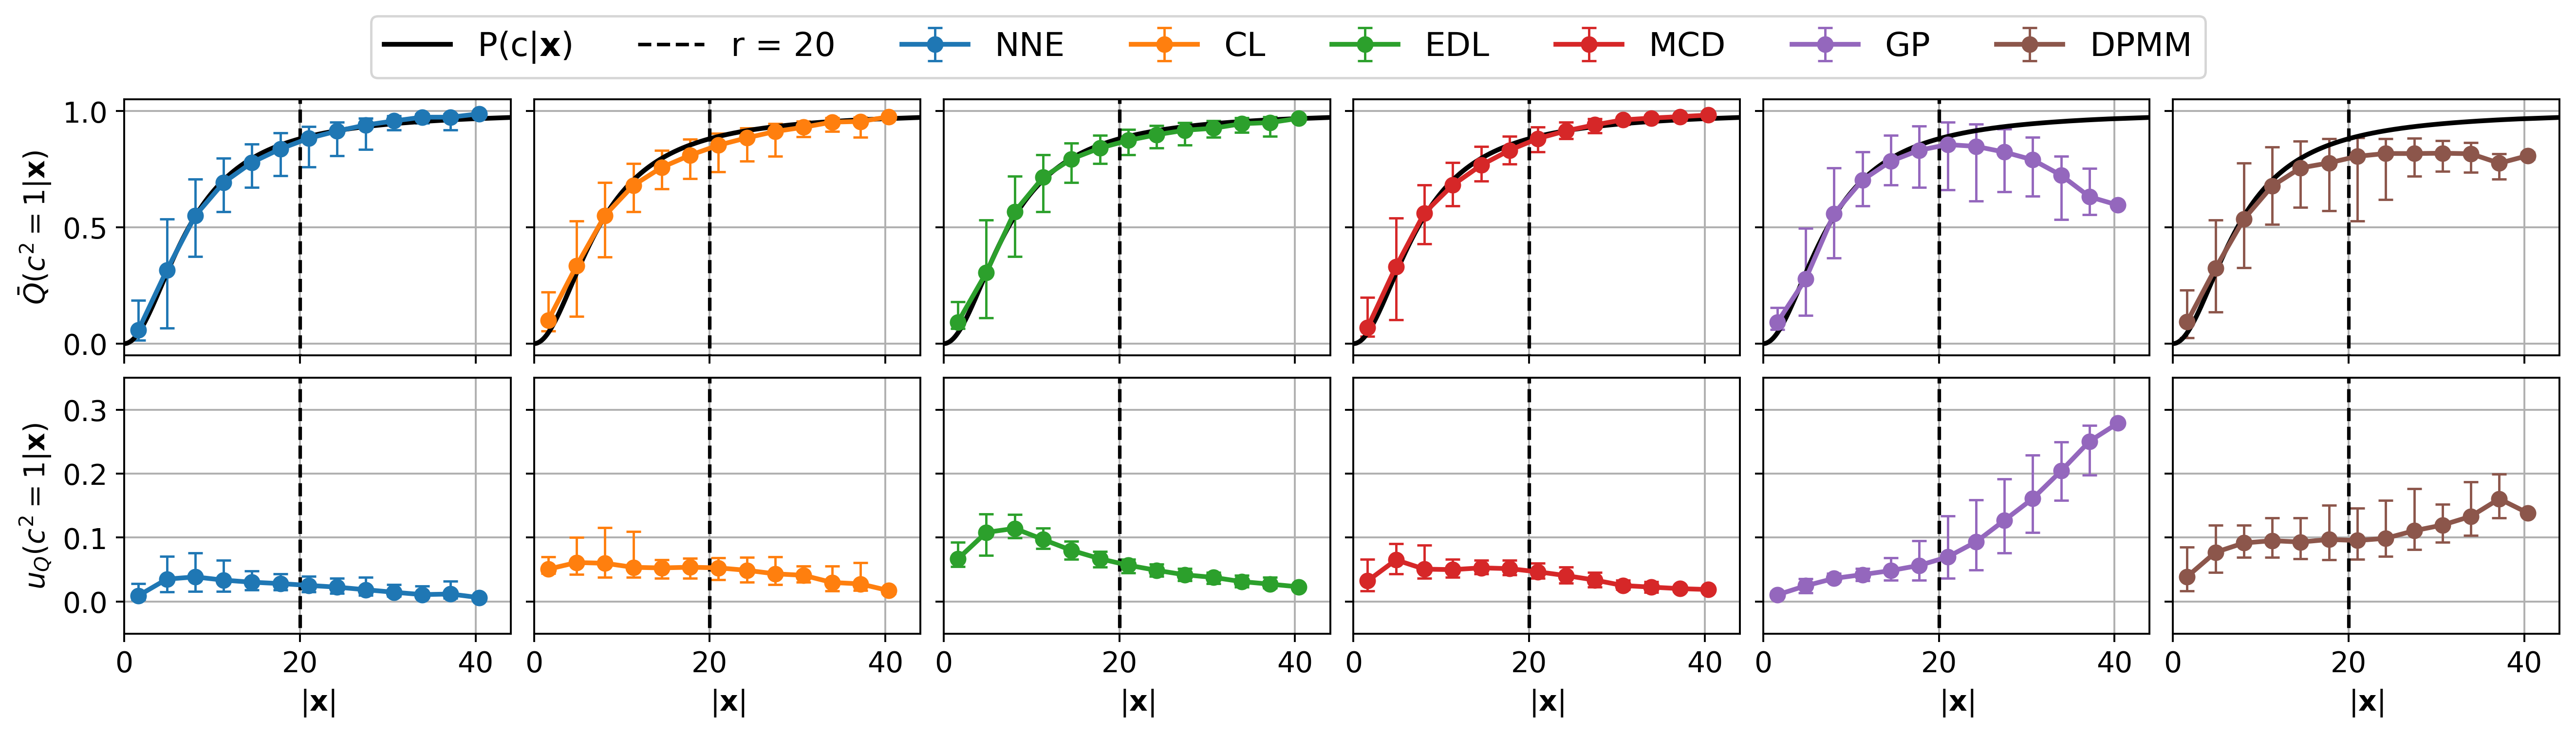 P(c|x) r = 20 NNE CL EDL MCD GP DPMM
Q̄(c² = 1|x)
1.0
0.5
0.0
u_Q(c² = 1|x)
0.3
0.2
0.1
0.0
0 20 40 0 20 40 0 20 40 0 20 40 0 20 40 0 20 40
|x| |x| |x| |x| |x| |x|